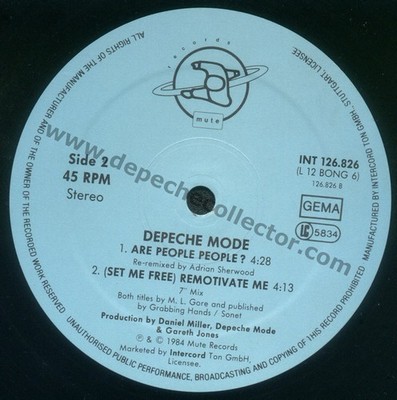 ALL RIGHTS OF THE MANUFACTURER AND OF THE OWNER OF THE RECORDED WORK RESERVED
UNAUTHORISED PUBLIC PERFORMANCE, BROADCASTING AND COPYING OF THIS RECORD PROHIBITED
MANUFACTURED BY INTERCORD TON GMBH., STUTTGART LICENSEE.
records
mute
www.depechecollector.com
Side 2
45 RPM
Stereo
INT 126.826
(L 12 BONG 6)
126.826 B
GEMA
LC 5834
DEPECHE MODE
1. ARE PEOPLE PEOPLE? 4:28
Re-remixed by Adrian Sherwood
2. (SET ME FREE) REMOTIVATE ME 4:13
7" Mix
Both titles by M. L. Gore and published
by Grabbing Hands / Sonet
Production by Daniel Miller, Depeche Mode
& Gareth Jones
℗ & © 1984 Mute Records
Marketed by Intercord Ton GmbH,
Licensee.